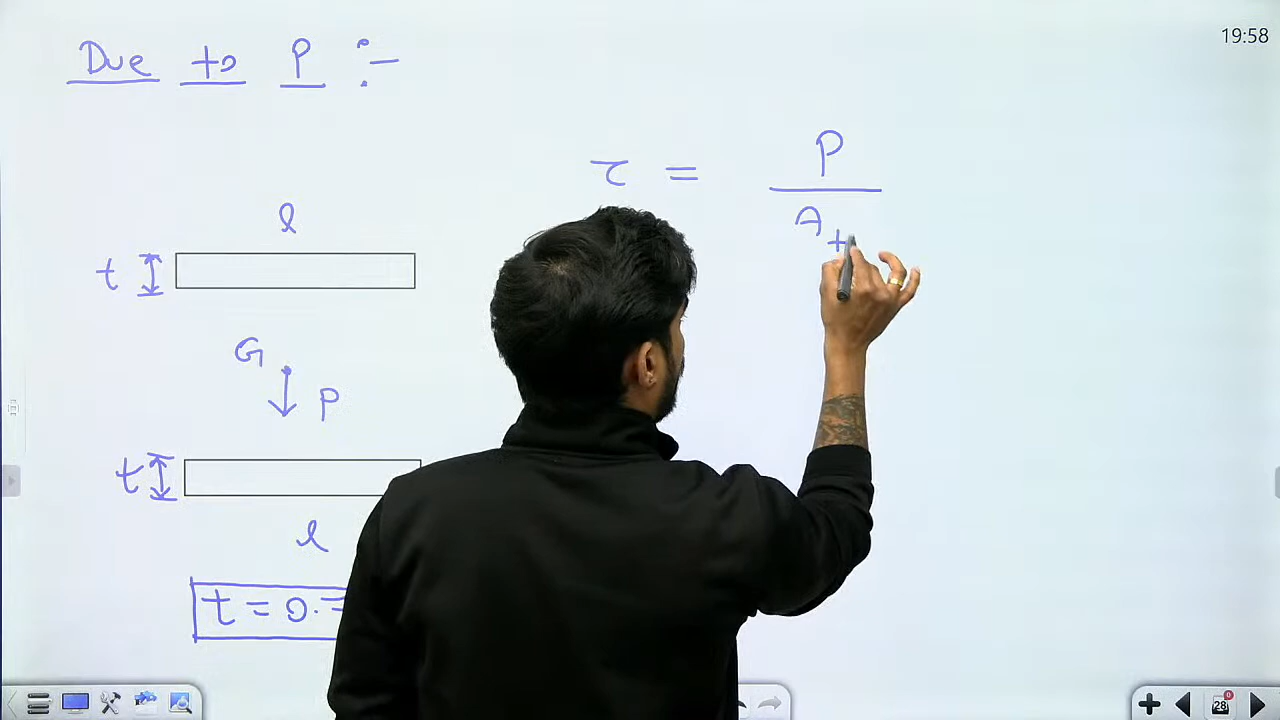 19:58
Due to P :-
τ = P
A t
l
t
G
P
t
l
t = 0.
28